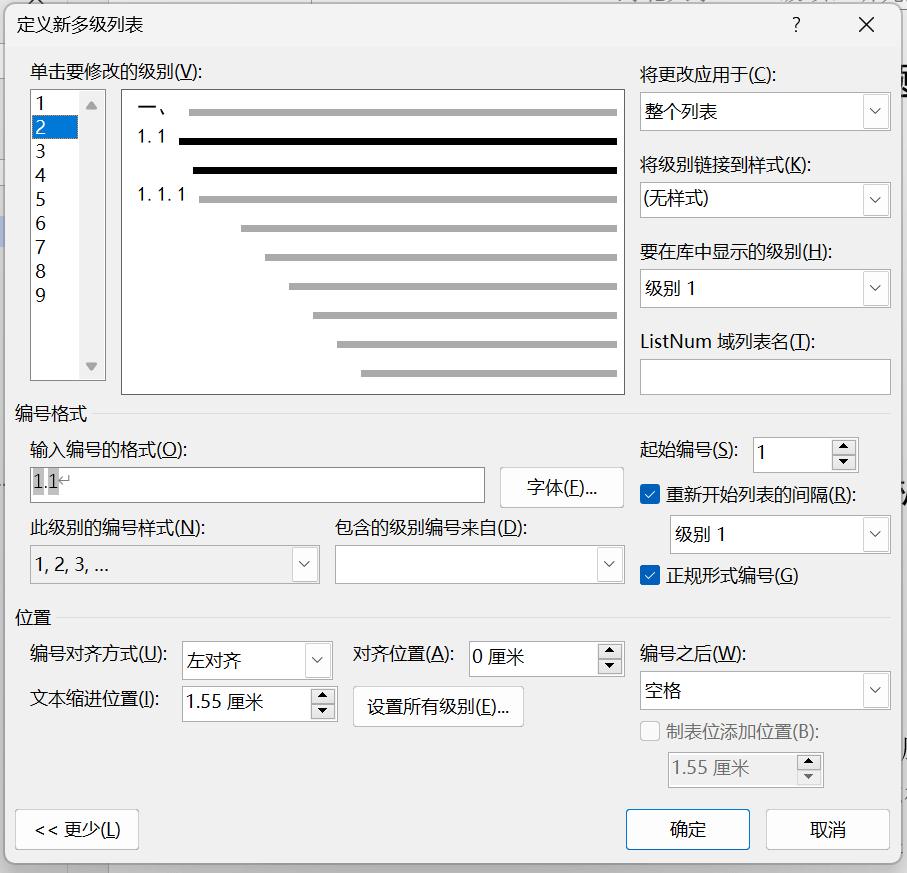 定义新多级列表
?
单击要修改的级别(V):
1
2
3
4
5
6
7
8
9
一、
1.1
1.1.1
将更改应用于(C):
整个列表
将级别链接到样式(K):
(无样式)
要在库中显示的级别(H):
级别 1
ListNum 域列表名(T):
编号格式
输入编号的格式(O):
1.1↵
字体(F)...
起始编号(S):
1
重新开始列表的间隔(R):
级别 1
此级别的编号样式(N):
1, 2, 3, ...
包含的级别编号来自(D):
正规形式编号(G)
位置
编号对齐方式(U):
左对齐
对齐位置(A):
0 厘米
编号之后(W):
空格
文本缩进位置(I):
1.55 厘米
设置所有级别(E)...
制表位添加位置(B):
1.55 厘米
<< 更少(L)
确定
取消